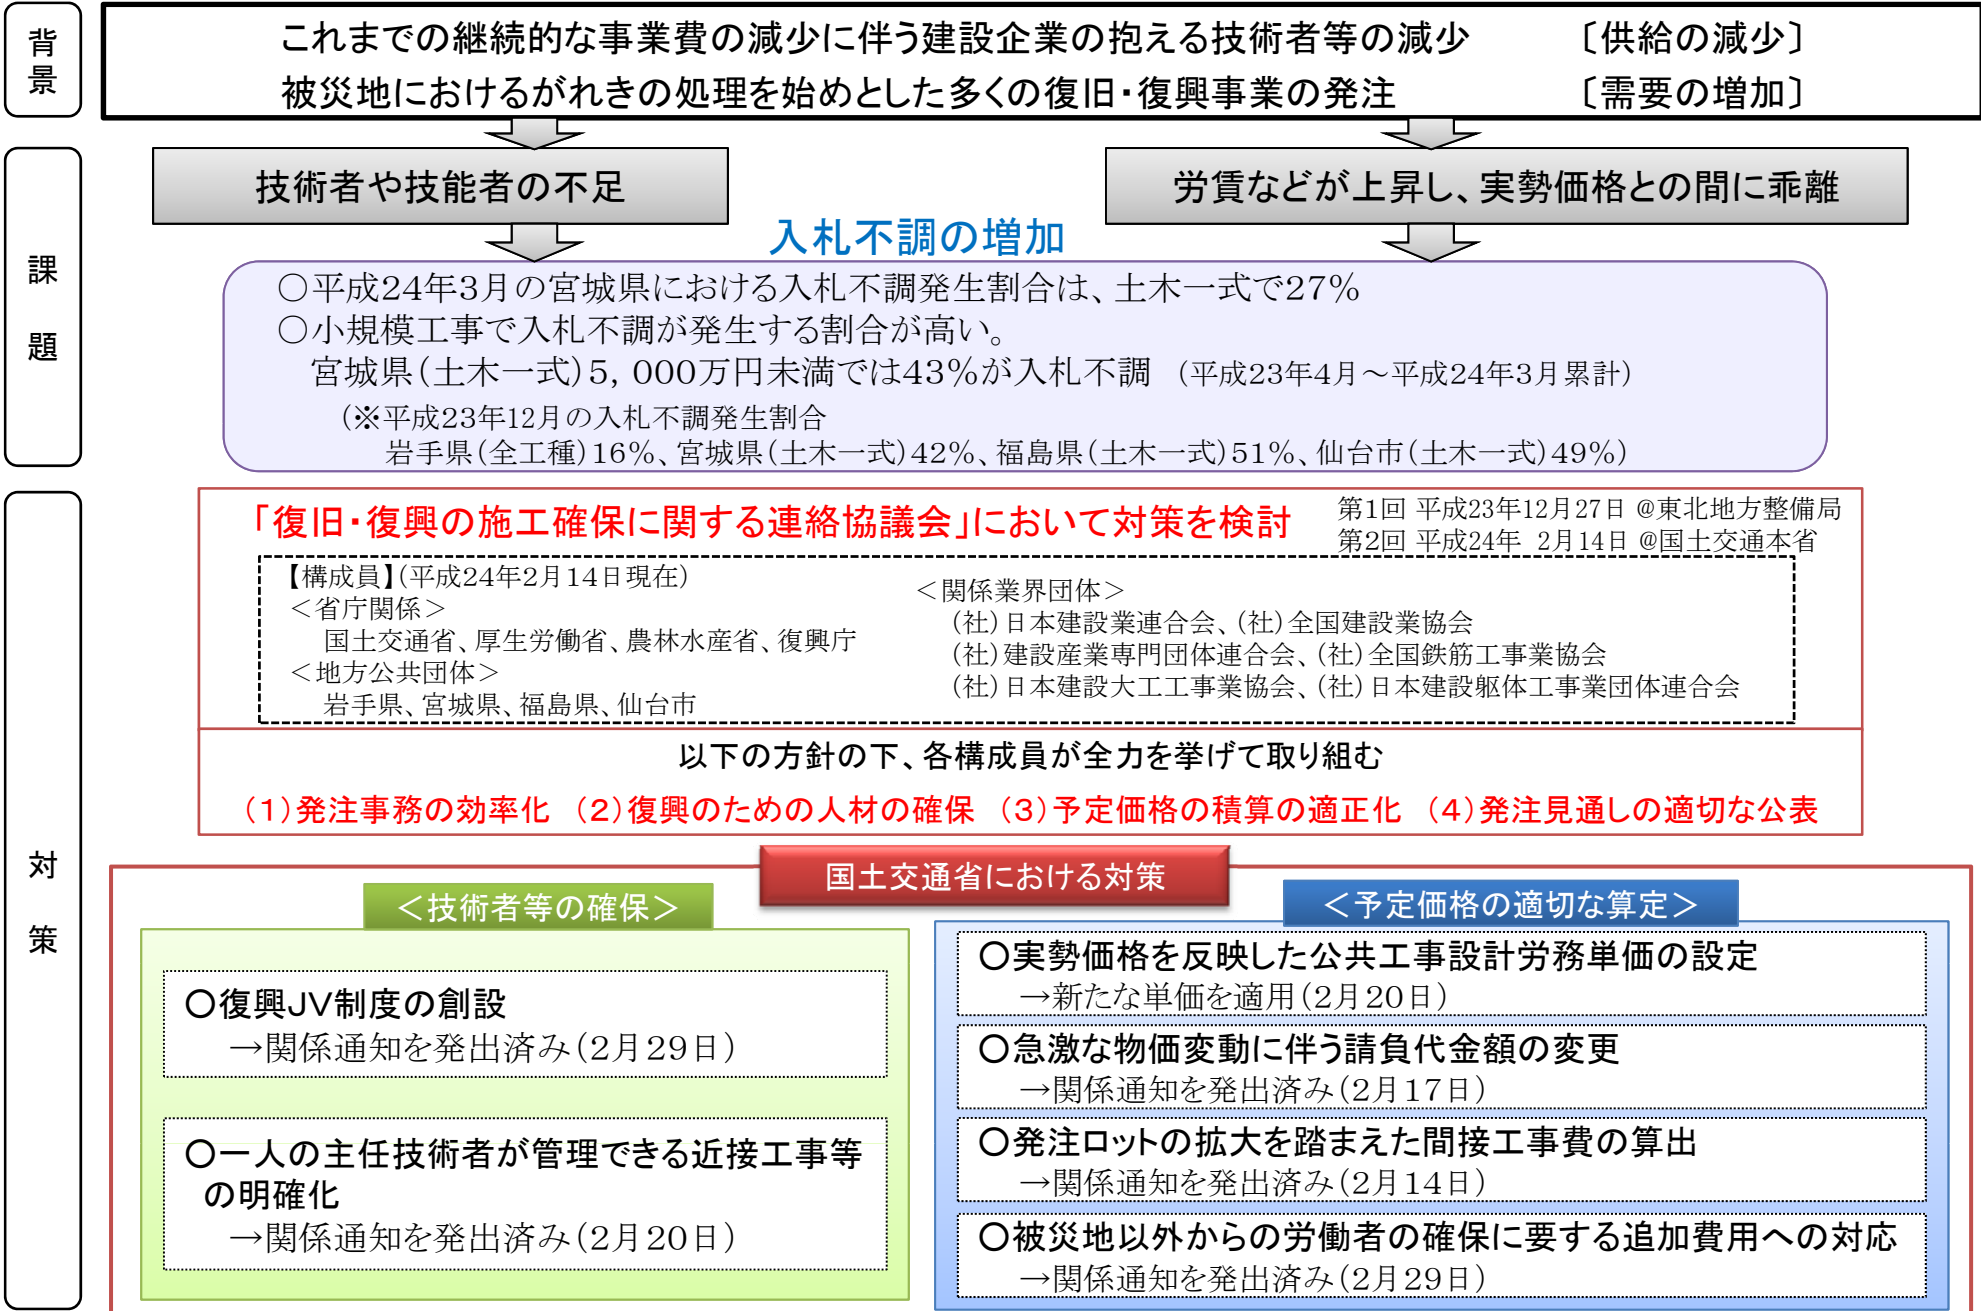 背景
これまでの継続的な事業費の減少に伴う建設企業の抱える技術者等の減少　〔供給の減少〕
被災地におけるがれきの処理を始めとした多くの復旧・復興事業の発注　〔需要の増加〕
課題
技術者や技能者の不足
労賃などが上昇し、実勢価格との間に乖離
入札不調の増加
○平成24年3月の宮城県における入札不調発生割合は、土木一式で27％
○小規模工事で入札不調が発生する割合が高い。
宮城県（土木一式）5,000万円未満では43％が入札不調　（平成23年4月～平成24年3月累計）
（※平成23年12月の入札不調発生割合
岩手県（全工種）16％、宮城県（土木一式）42％、福島県（土木一式）51％、仙台市（土木一式）49％）
対策
「復旧・復興の施工確保に関する連絡協議会」において対策を検討
第1回 平成23年12月27日 @東北地方整備局
第2回 平成24年 2月14日 @国土交通本省
【構成員】（平成24年2月14日現在）
＜省庁関係＞
国土交通省、厚生労働省、農林水産省、復興庁
＜地方公共団体＞
岩手県、宮城県、福島県、仙台市
＜関係業界団体＞
（社）日本建設業連合会、（社）全国建設業協会
（社）建設産業専門団体連合会、（社）全国鉄筋工事業協会
（社）日本建設大工工事業協会、（社）日本建設躯体工事業団体連合会
以下の方針の下、各構成員が全力を挙げて取り組む
（1）発注事務の効率化　（2）復興のための人材の確保　（3）予定価格の積算の適正化　（4）発注見通しの適切な公表
国土交通省における対策
＜技術者等の確保＞
○復興JV制度の創設
→関係通知を発出済み（2月29日）
○一人の主任技術者が管理できる近接工事等
の明確化
→関係通知を発出済み（2月20日）
＜予定価格の適切な算定＞
○実勢価格を反映した公共工事設計労務単価の設定
→新たな単価を適用（2月20日）
○急激な物価変動に伴う請負代金額の変更
→関係通知を発出済み（2月17日）
○発注ロットの拡大を踏まえた間接工事費の算出
→関係通知を発出済み（2月14日）
○被災地以外からの労働者の確保に要する追加費用への対応
→関係通知を発出済み（2月29日）